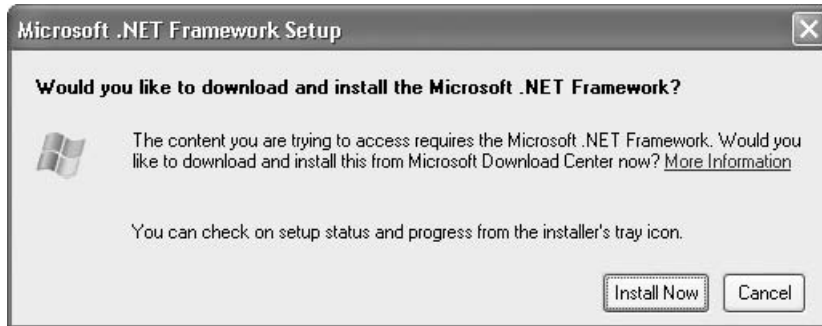 Microsoft .NET Framework Setup
Would you like to download and install the Microsoft .NET Framework?
The content you are trying to access requires the Microsoft .NET Framework. Would you
like to download and install this from Microsoft Download Center now? More Information
You can check on setup status and progress from the installer's tray icon.
Install Now Cancel